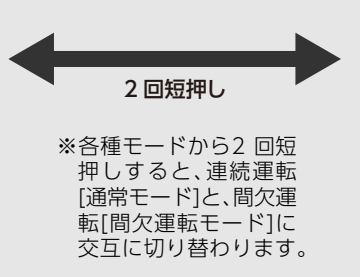 2 回短押し
※各種モードから2 回短
押しすると、連続運転
[通常モード]と、間欠運
転[間欠運転モード]に
交互に切り替わります。